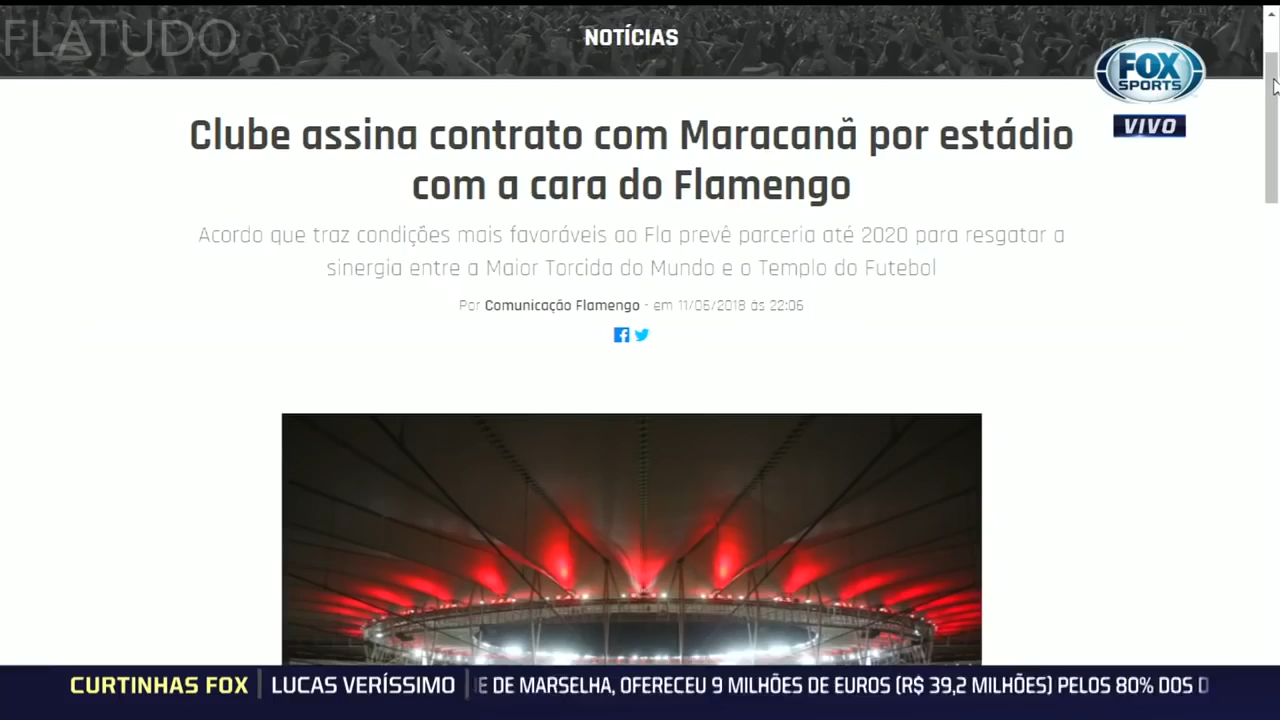 FLATUDO
NOTÍCIAS
FOX
SPORTS
VIVO
Clube assina contrato com Maracanã por estádio
com a cara do Flamengo
Acordo que traz condições mais favoráveis ao Fla prevê parceria até 2020 para resgatar a
sinergia entre a Maior Torcida do Mundo e o Templo do Futebol
Por Comunicação Flamengo - em 11/06/2018 às 22:06
CURTINHAS FOX | LUCAS VERÍSSIMO | E DE MARSELHA, OFERECEU 9 MILHÕES DE EUROS (R$ 39,2 MILHÕES) PELOS 80% DOS